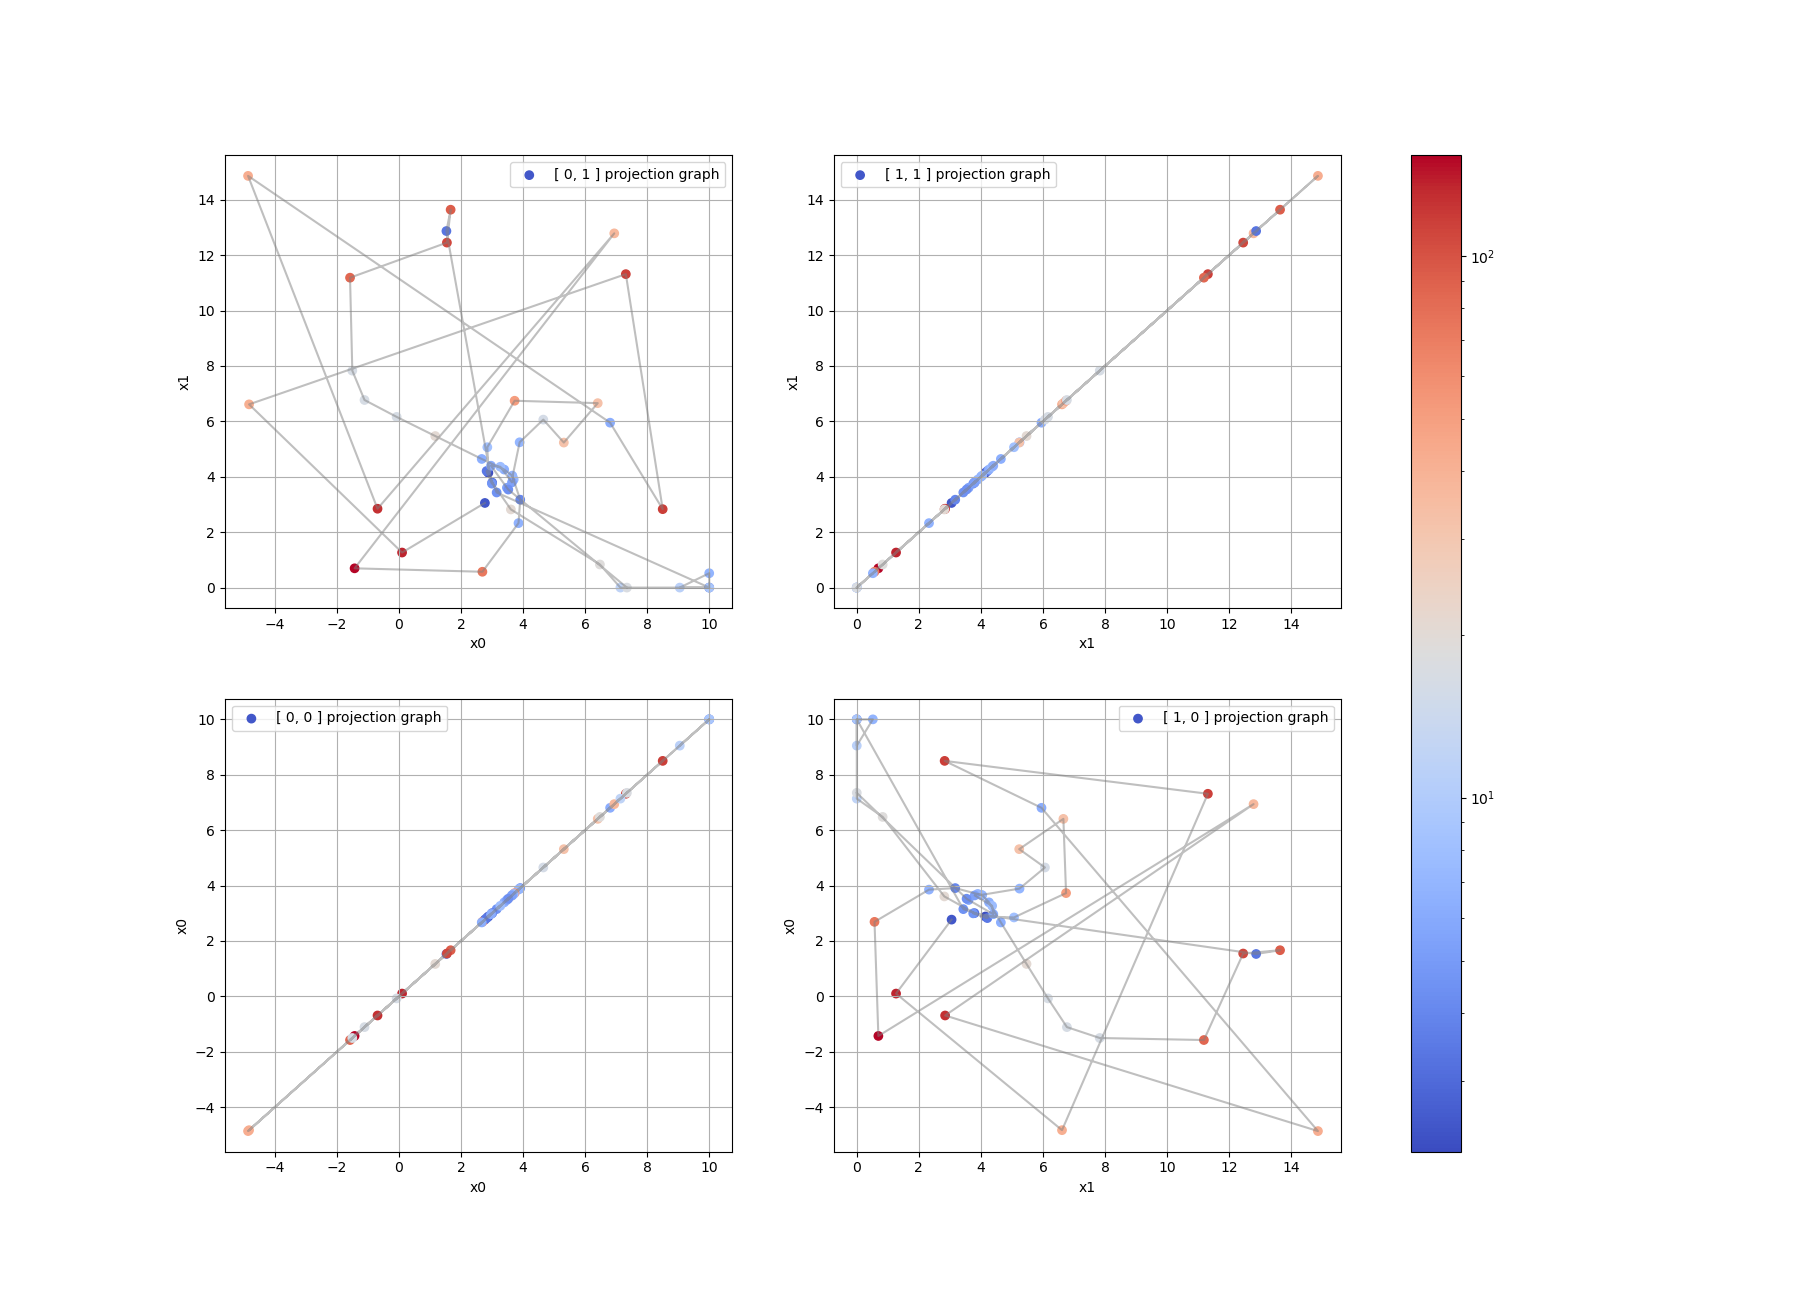 [ 0, 1 ] projection graph
x1
14
12
10
8
6
4
2
0
−4 −2 0 2 4 6 8 10
x0
[ 1, 1 ] projection graph
x1
14
12
10
8
6
4
2
0
0 2 4 6 8 10 12 14
x1
[ 0, 0 ] projection graph
x0
10
8
6
4
2
0
−2
−4
−4 −2 0 2 4 6 8 10
x0
[ 1, 0 ] projection graph
x0
10
8
6
4
2
0
−2
−4
0 2 4 6 8 10 12 14
x1
10²
10¹